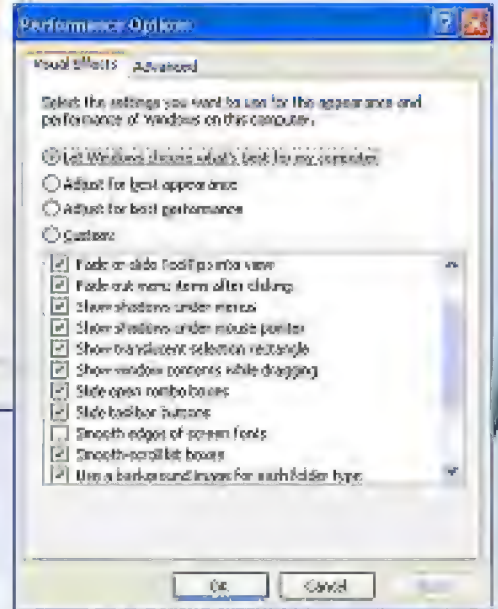 Performance Options
Visual Effects Advanced
Select the settings you want to use for the appearance and
performance of Windows on this computer.
Let Windows choose what's best for my computer
Adjust for best appearance
Adjust for best performance
Custom:
Fade or slide ToolTips into view
Fade out menu items after clicking
Show shadows under menus
Show shadows under mouse pointer
Show translucent selection rectangle
Show window contents while dragging
Slide open combo boxes
Slide taskbar buttons
Smooth edges of screen fonts
Smooth-scroll list boxes
Use a background image for each folder type
OK Cancel